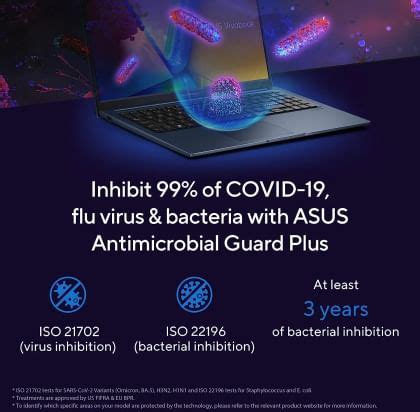 US Vivobook
Inhibit 99% of COVID-19,
flu virus & bacteria with ASUS
Antimicrobial Guard Plus
ISO 21702
(virus inhibition)
ISO 22196
(bacterial inhibition)
At least
3 years
of bacterial inhibition
* ISO 21702 tests for SARS-CoV-2 Variants (Omicron, BA.5), H3N2, H1N1 and ISO 22196 tests for Staphylococcus and E. coli.
* Treatments are approved by US FIFRA & EU BPR.
* To identify which specific areas on your model are protected by the technology, please refer to the relevant product website for more information.